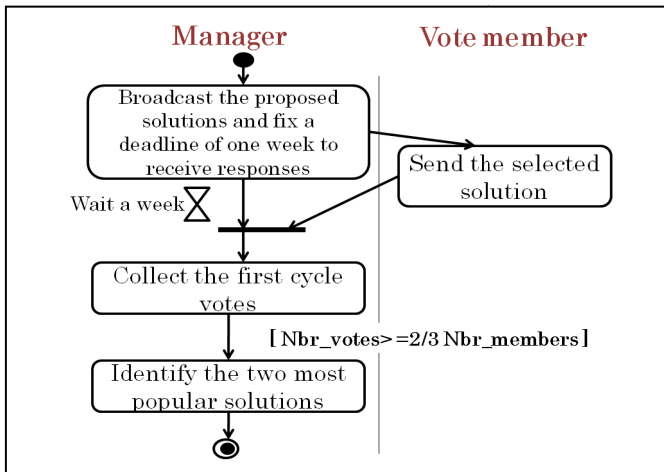 Manager
Vote member
Broadcast the proposed
solutions and fix a
deadline of one week to
receive responses
Send the selected
solution
Wait a week
Collect the first cycle
votes
[ Nbr_votes>=2/3 Nbr_members]
Identify the two most
popular solutions